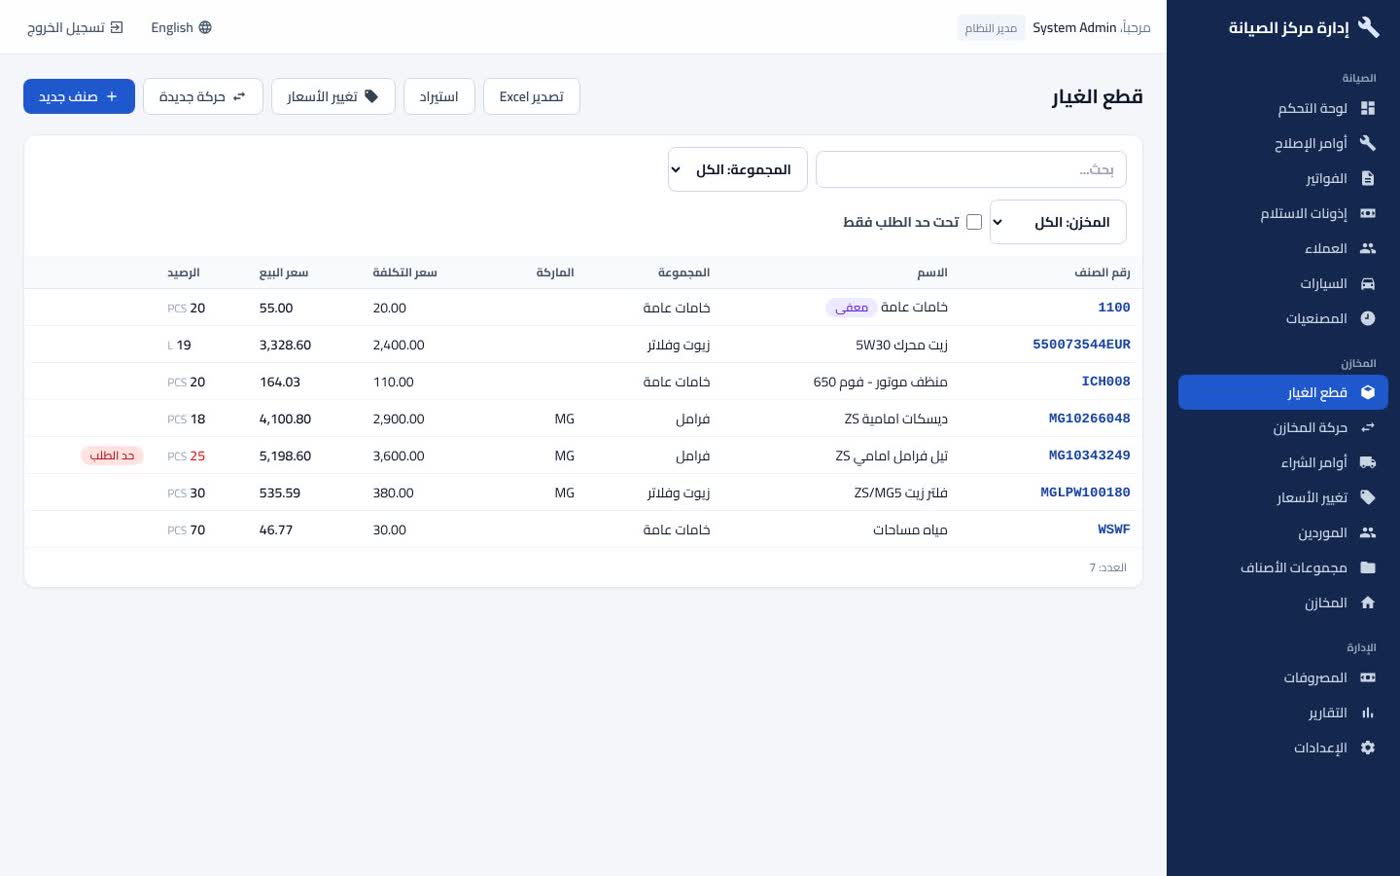 إدارة مركز الصيانة
الصيانة
لوحة التحكم
أوامر الإصلاح
الفواتير
إذونات الاستلام
العملاء
السيارات
المصنعيات
المخازن
قطع الغيار
حركة المخازن
أوامر الشراء
تغيير الأسعار
الموردين
مجموعات الأصناف
المخازن
الإدارة
المصروفات
التقارير
الإعدادات
مرحباً، System Admin مدير النظام
English تسجيل الخروج
قطع الغيار
تصدير Excel استيراد تغيير الأسعار حركة جديدة + صنف جديد
بحث... المجموعة: الكل
المخزن: الكل تحت حد الطلب فقط
رقم الصنف الاسم المجموعة الماركة سعر التكلفة سعر البيع الرصيد
1100 خامات عامة معفى خامات عامة 20.00 55.00 20 PCS
550073544EUR زيت محرك 5W30 زيوت وفلاتر 2,400.00 3,328.60 19 L
ICH008 منظف موتور - فوم 650 خامات عامة 110.00 164.03 20 PCS
MG10266048 ديسكات امامية ZS فرامل MG 2,900.00 4,100.80 18 PCS
MG10343249 تيل فرامل امامي ZS فرامل MG 3,600.00 5,198.60 25 PCS حد الطلب
MGLPW100180 فلتر زيت ZS/MG5 زيوت وفلاتر MG 380.00 535.59 30 PCS
WSWF مياه مساحات خامات عامة 30.00 46.77 70 PCS
العدد: 7